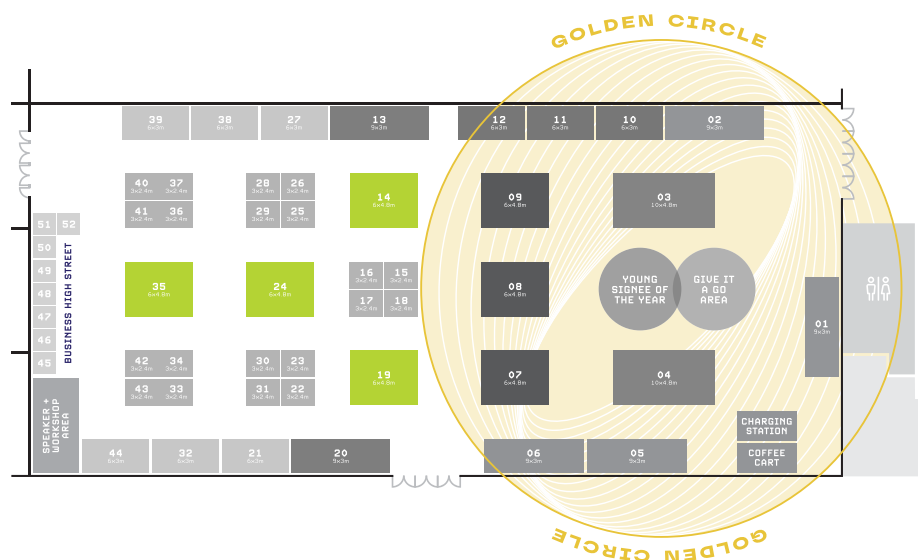 GOLDEN CIRCLE
39
6x3m
38
6x3m
27
6x3m
13
9x3m
12
6x3m
11
6x3m
10
6x3m
02
9x3m
40
3x2.4m
37
3x2.4m
28
3x2.4m
26
3x2.4m
14
6x4.8m
09
6x4.8m
03
10x4.8m
41
3x2.4m
36
3x2.4m
29
3x2.4m
25
3x2.4m
51
52
50
49
48
47
46
45
BUSINESS HIGH STREET
35
6x4.8m
24
6x4.8m
16
3x2.4m
15
3x2.4m
17
3x2.4m
18
3x2.4m
08
6x4.8m
YOUNG
SIGNEE OF
THE YEAR
GIVE IT
A GO
AREA
01
9x3m
42
3x2.4m
34
3x2.4m
30
3x2.4m
23
3x2.4m
19
6x4.8m
07
6x4.8m
04
10x4.8m
43
3x2.4m
33
3x2.4m
31
3x2.4m
22
3x2.4m
SPEAKER +
WORKSHOP
AREA
CHARGING
STATION
44
6x3m
32
6x3m
21
6x3m
20
9x3m
06
9x3m
05
9x3m
COFFEE
CART
GOLDEN CIRCLE